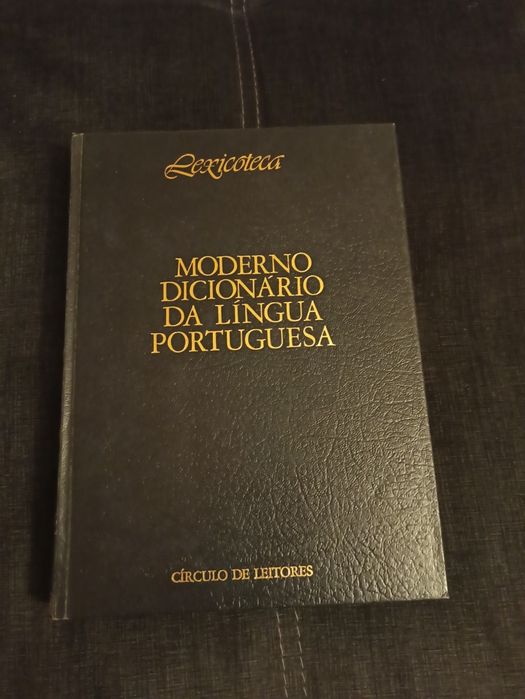 Lexicoteca
MODERNO
DICIONÁRIO
DA LÍNGUA
PORTUGUESA
CÍRCULO DE LEITORES